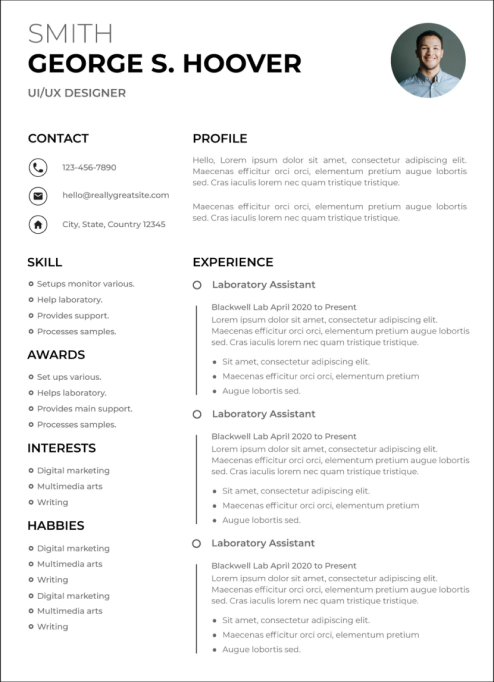 SMITH
GEORGE S. HOOVER
UI/UX DESIGNER
CONTACT
123-456-7890
hello@reallygreatsite.com
City, State, Country 12345
SKILL
Setups monitor various.
Help laboratory.
Provides support.
Processes samples.
AWARDS
Set ups various.
Helps laboratory.
Provides main support.
Processes samples.
INTERESTS
Digital marketing
Multimedia arts
Writing
HABBIES
Digital marketing
Multimedia arts
Writing
Digital marketing
Multimedia arts
Writing
PROFILE
Hello, Lorem ipsum dolor sit amet, consectetur adipiscing elit.
Maecenas efficitur orci orci, elementum pretium augue lobortis
sed. Cras iaculis lorem nec quam tristique tristique.
Maecenas efficitur orci orci, elementum pretium augue lobortis
sed. Cras iaculis lorem nec quam tristique tristique.
EXPERIENCE
Laboratory Assistant
Blackwell Lab April 2020 to Present
Lorem ipsum dolor sit amet, consectetur adipiscing elit.
Maecenas efficitur orci orci, elementum pretium augue lobortis
sed. Cras iaculis lorem nec quam tristique tristique.
Sit amet, consectetur adipiscing elit.
Maecenas efficitur orci orci, elementum pretium
Augue lobortis sed.
Laboratory Assistant
Blackwell Lab April 2020 to Present
Lorem ipsum dolor sit amet, consectetur adipiscing elit.
Maecenas efficitur orci orci, elementum pretium augue lobortis
sed. Cras iaculis lorem nec quam tristique tristique.
Sit amet, consectetur adipiscing elit.
Maecenas efficitur orci orci, elementum pretium
Augue lobortis sed.
Laboratory Assistant
Blackwell Lab April 2020 to Present
Lorem ipsum dolor sit amet, consectetur adipiscing elit.
Maecenas efficitur orci orci, elementum pretium augue lobortis
sed. Cras iaculis lorem nec quam tristique tristique.
Sit amet, consectetur adipiscing elit.
Maecenas efficitur orci orci, elementum pretium
Augue lobortis sed.